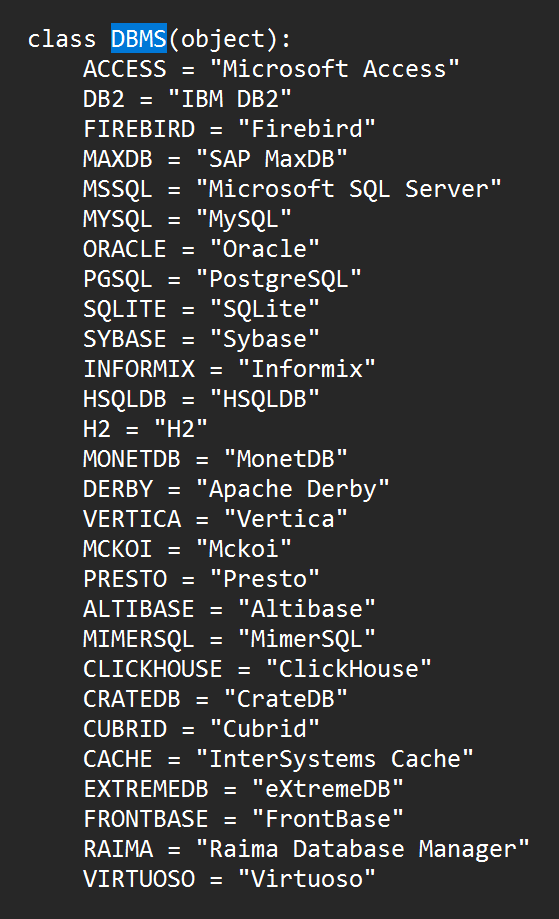 class DBMS(object):
    ACCESS = "Microsoft Access"
    DB2 = "IBM DB2"
    FIREBIRD = "Firebird"
    MAXDB = "SAP MaxDB"
    MSSQL = "Microsoft SQL Server"
    MYSQL = "MySQL"
    ORACLE = "Oracle"
    PGSQL = "PostgreSQL"
    SQLITE = "SQLite"
    SYBASE = "Sybase"
    INFORMIX = "Informix"
    HSQLDB = "HSQLDB"
    H2 = "H2"
    MONETDB = "MonetDB"
    DERBY = "Apache Derby"
    VERTICA = "Vertica"
    MCKOI = "Mckoi"
    PRESTO = "Presto"
    ALTIBASE = "Altibase"
    MIMERSQL = "MimerSQL"
    CLICKHOUSE = "ClickHouse"
    CRATEDB = "CrateDB"
    CUBRID = "Cubrid"
    CACHE = "InterSystems Cache"
    EXTREMEDB = "eXtremeDB"
    FRONTBASE = "FrontBase"
    RAIMA = "Raima Database Manager"
    VIRTUOSO = "Virtuoso"